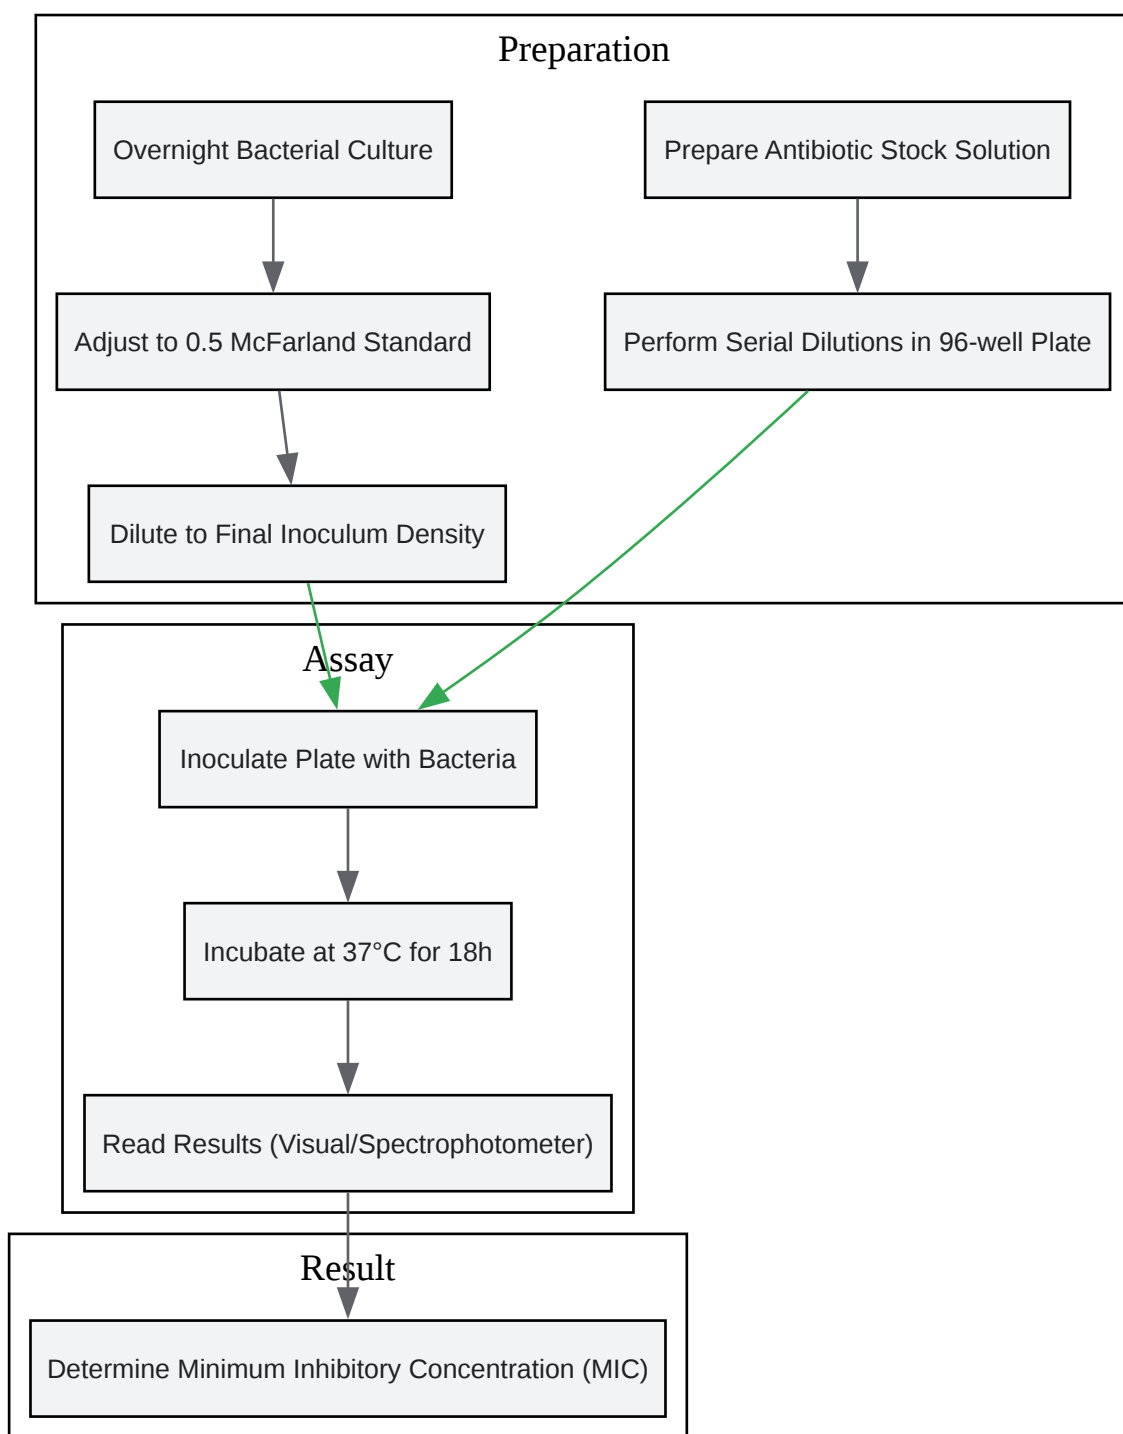 Preparation
Overnight Bacterial Culture
Prepare Antibiotic Stock Solution
Adjust to 0.5 McFarland Standard
Perform Serial Dilutions in 96-well Plate
Dilute to Final Inoculum Density
Assay
Inoculate Plate with Bacteria
Incubate at 37°C for 18h
Read Results (Visual/Spectrophotometer)
Result
Determine Minimum Inhibitory Concentration (MIC)